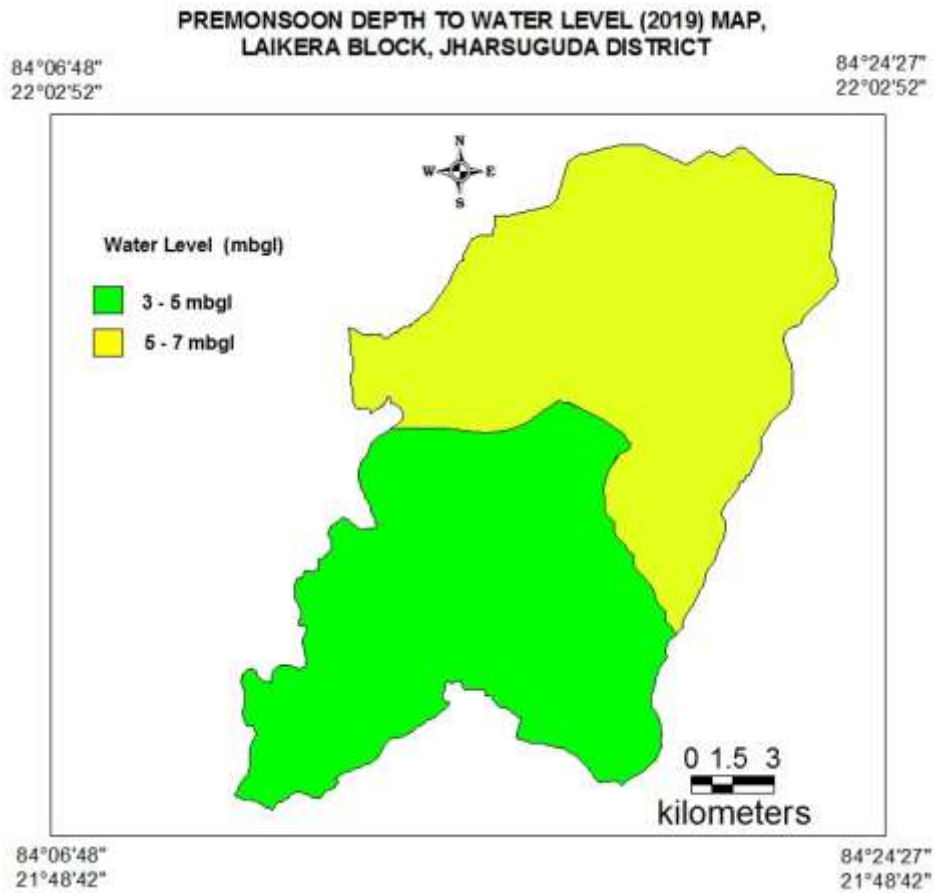 PREMONSOON DEPTH TO WATER LEVEL (2019) MAP,
LAIKERA BLOCK, JHARSUGUDA DISTRICT
84°06'48"
22°02'52"
84°24'27"
22°02'52"
N
W E
S
Water Level (mbgl)
3 - 5 mbgl
5 - 7 mbgl
0 1.5 3
kilometers
84°06'48"
21°48'42"
84°24'27"
21°48'42"